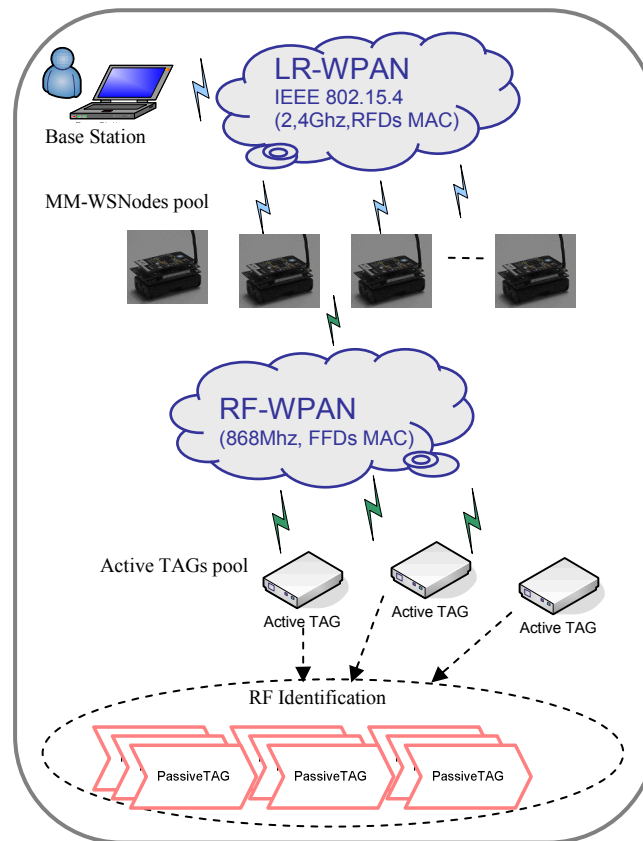 LR-WPAN
IEEE 802.15.4
(2,4Ghz,RFDs MAC)
Base Station
MM-WSNodes pool
RF-WPAN
(868Mhz, FFDs MAC)
Active TAGs pool
Active TAG
Active TAG
Active TAG
RF Identification
PassiveTAG
PassiveTAG
PassiveTAG